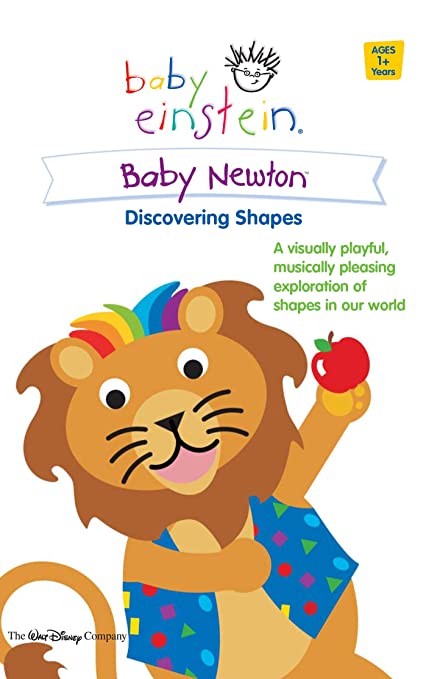 AGES
1+
Years
baby
einstein®
Baby Newton™
Discovering Shapes
A visually playful,
musically pleasing
exploration of
shapes in our world
The Walt Disney Company